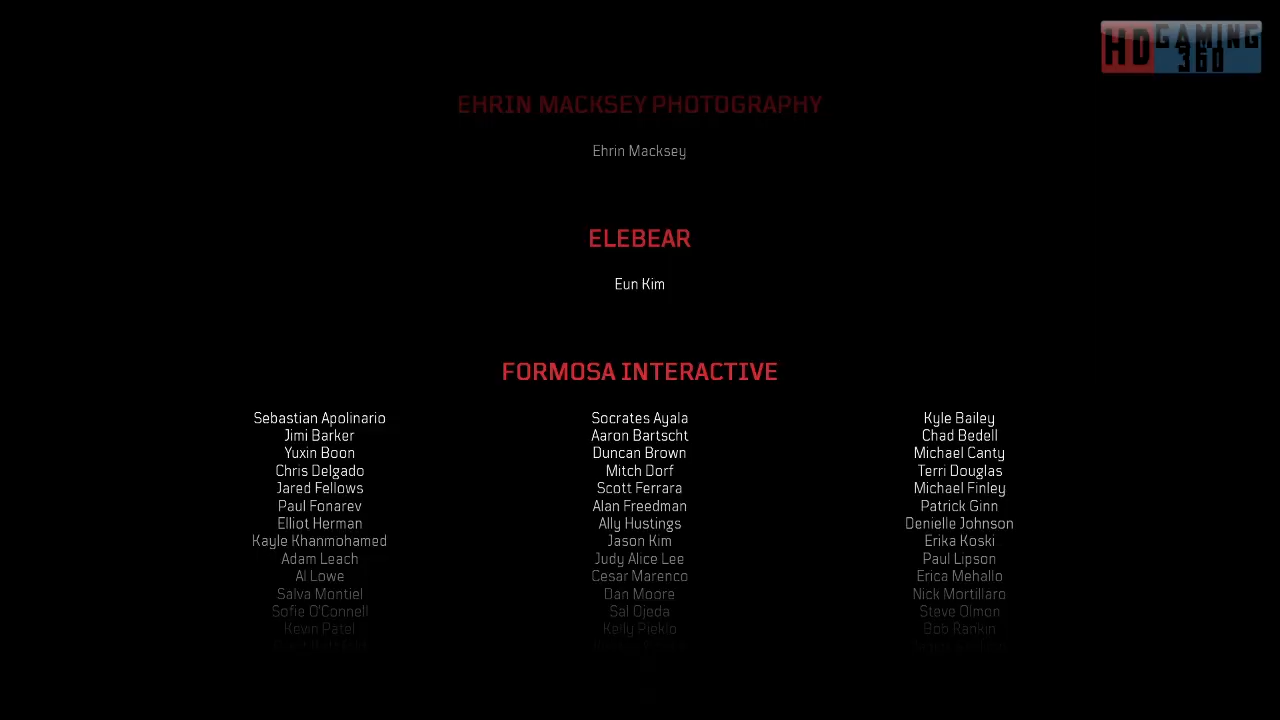 HD GAMING
360
EHRIN MACKSEY PHOTOGRAPHY
Ehrin Macksey
ELEBEAR
Eun Kim
FORMOSA INTERACTIVE
Sebastian Apolinario Socrates Ayala Kyle Bailey
Jimi Barker Aaron Bartscht Chad Bedell
Yuxin Boon Duncan Brown Michael Canty
Chris Delgado Mitch Dorf Terri Douglas
Jared Fellows Scott Ferrara Michael Finley
Paul Fonarev Alan Freedman Patrick Ginn
Elliot Herman Ally Hustings Denielle Johnson
Kayle Khanmohamed Jason Kim Erika Koski
Adam Leach Judy Alice Lee Paul Lipson
Al Lowe Cesar Marenco Erica Mehallo
Salva Montiel Dan Moore Nick Mortillaro
Sofie O'Connell Sal Ojeda Steve Olmon
Kevin Patel Kelly Pieklo Bob Rankin